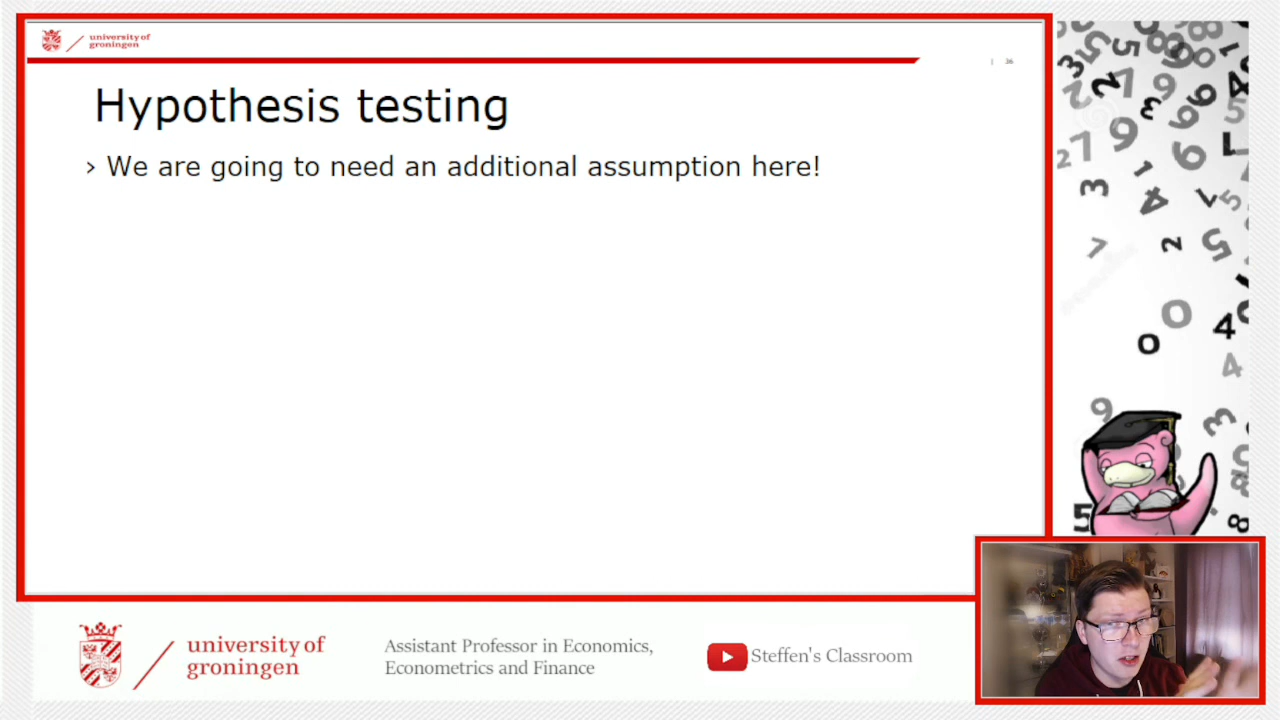 university of
groningen
| 26
Hypothesis testing
› We are going to need an additional assumption here!
university of
groningen
Assistant Professor in Economics,
Econometrics and Finance
Steffen's Classroom